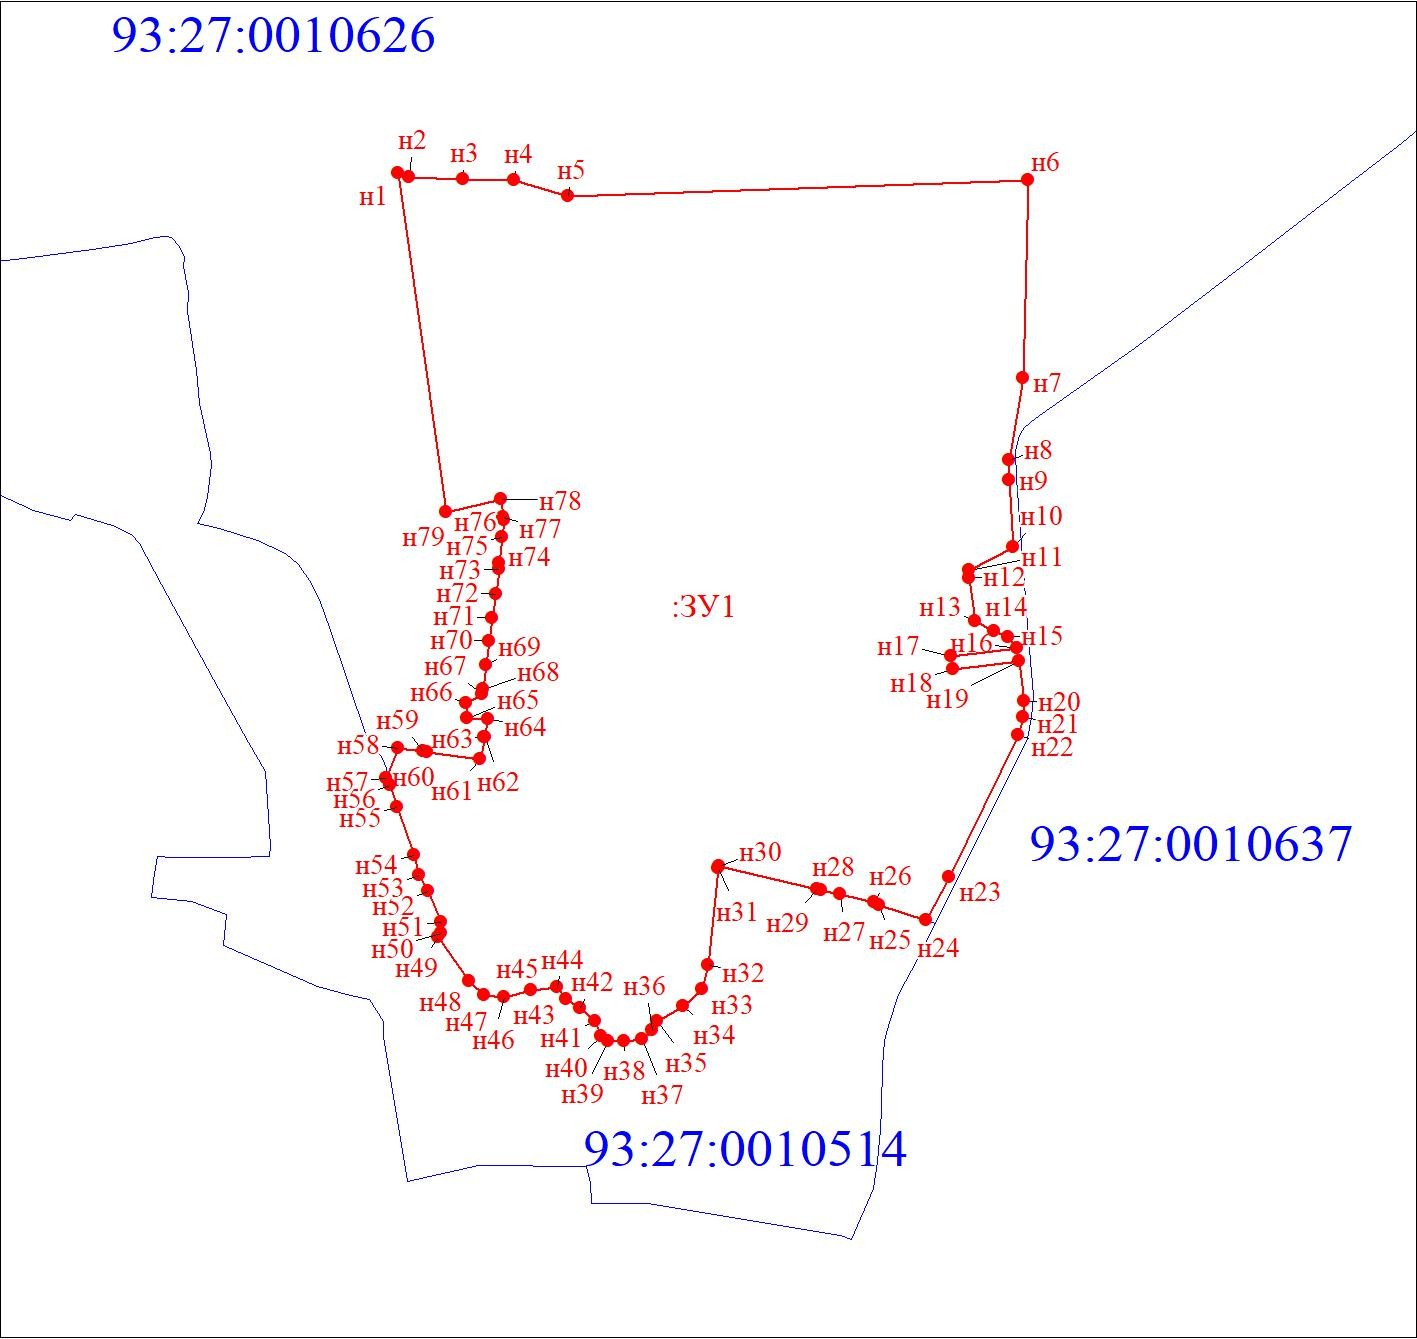 93:27:0010626
н2
н3
н4
н5
н6
н1
н7
н8
н9
н78
н10
н76
н77
н79
н75
н74
н11
н73
н12
н72
:ЗУ1
н13
н14
н71
н15
н70
н16
н17
н69
н67
н68
н18
н66
н19
н65
н20
н59
н64
н21
н63
н58
н22
н60
н57
н62
н61
н56
н55
93:27:0010637
н30
н54
н28
н26
н53
н23
н52
н31
н29
н27
н25
н51
н50
н24
н44
н49
н45
н32
н36
н42
н48
н33
н43
н47
н34
н46
н41
н35
н40
н38
н39
н37
93:27:0010514